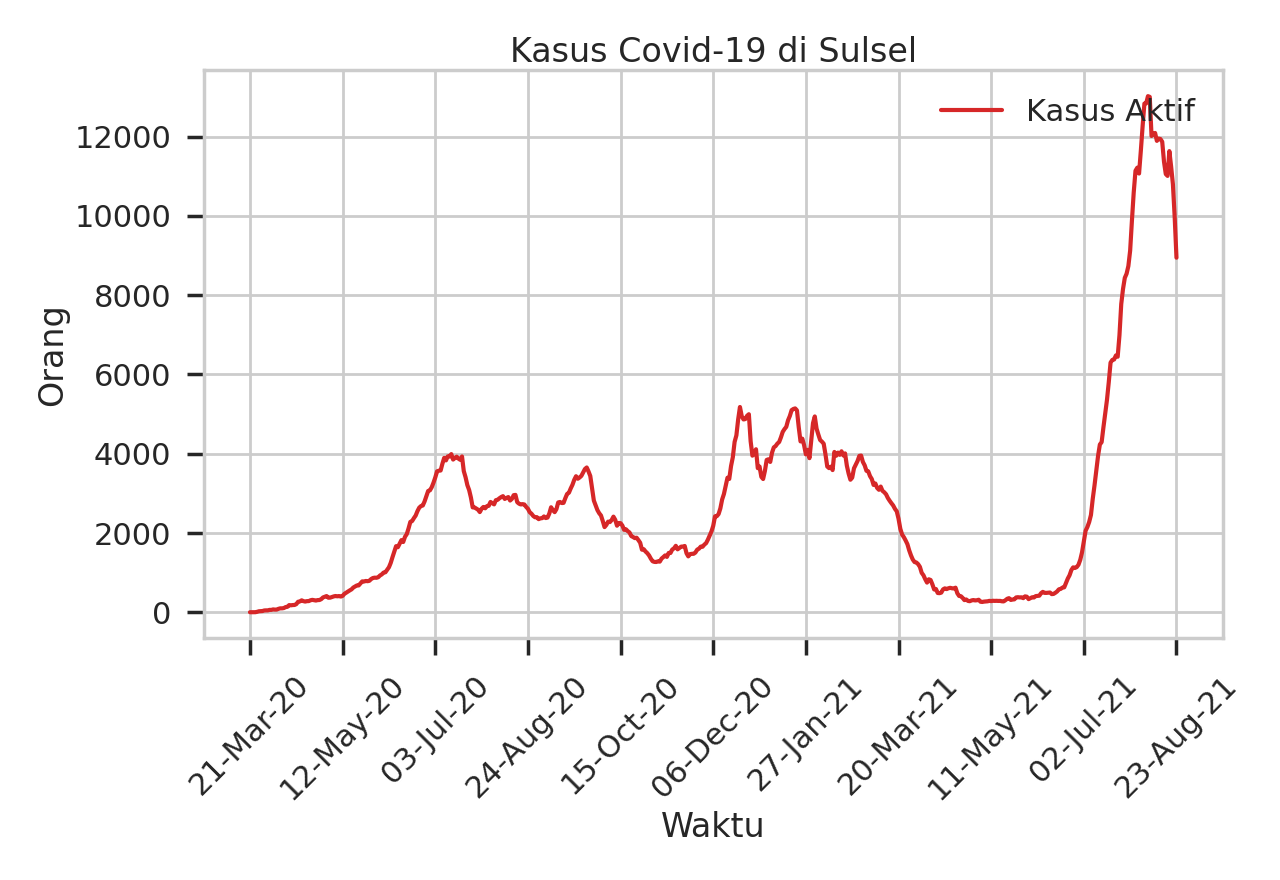 Kasus Covid-19 di Sulsel
Kasus Aktif
Orang
12000
10000
8000
6000
4000
2000
0
21-Mar-20
12-May-20
03-Jul-20
24-Aug-20
15-Oct-20
06-Dec-20
27-Jan-21
20-Mar-21
11-May-21
02-Jul-21
23-Aug-21
Waktu